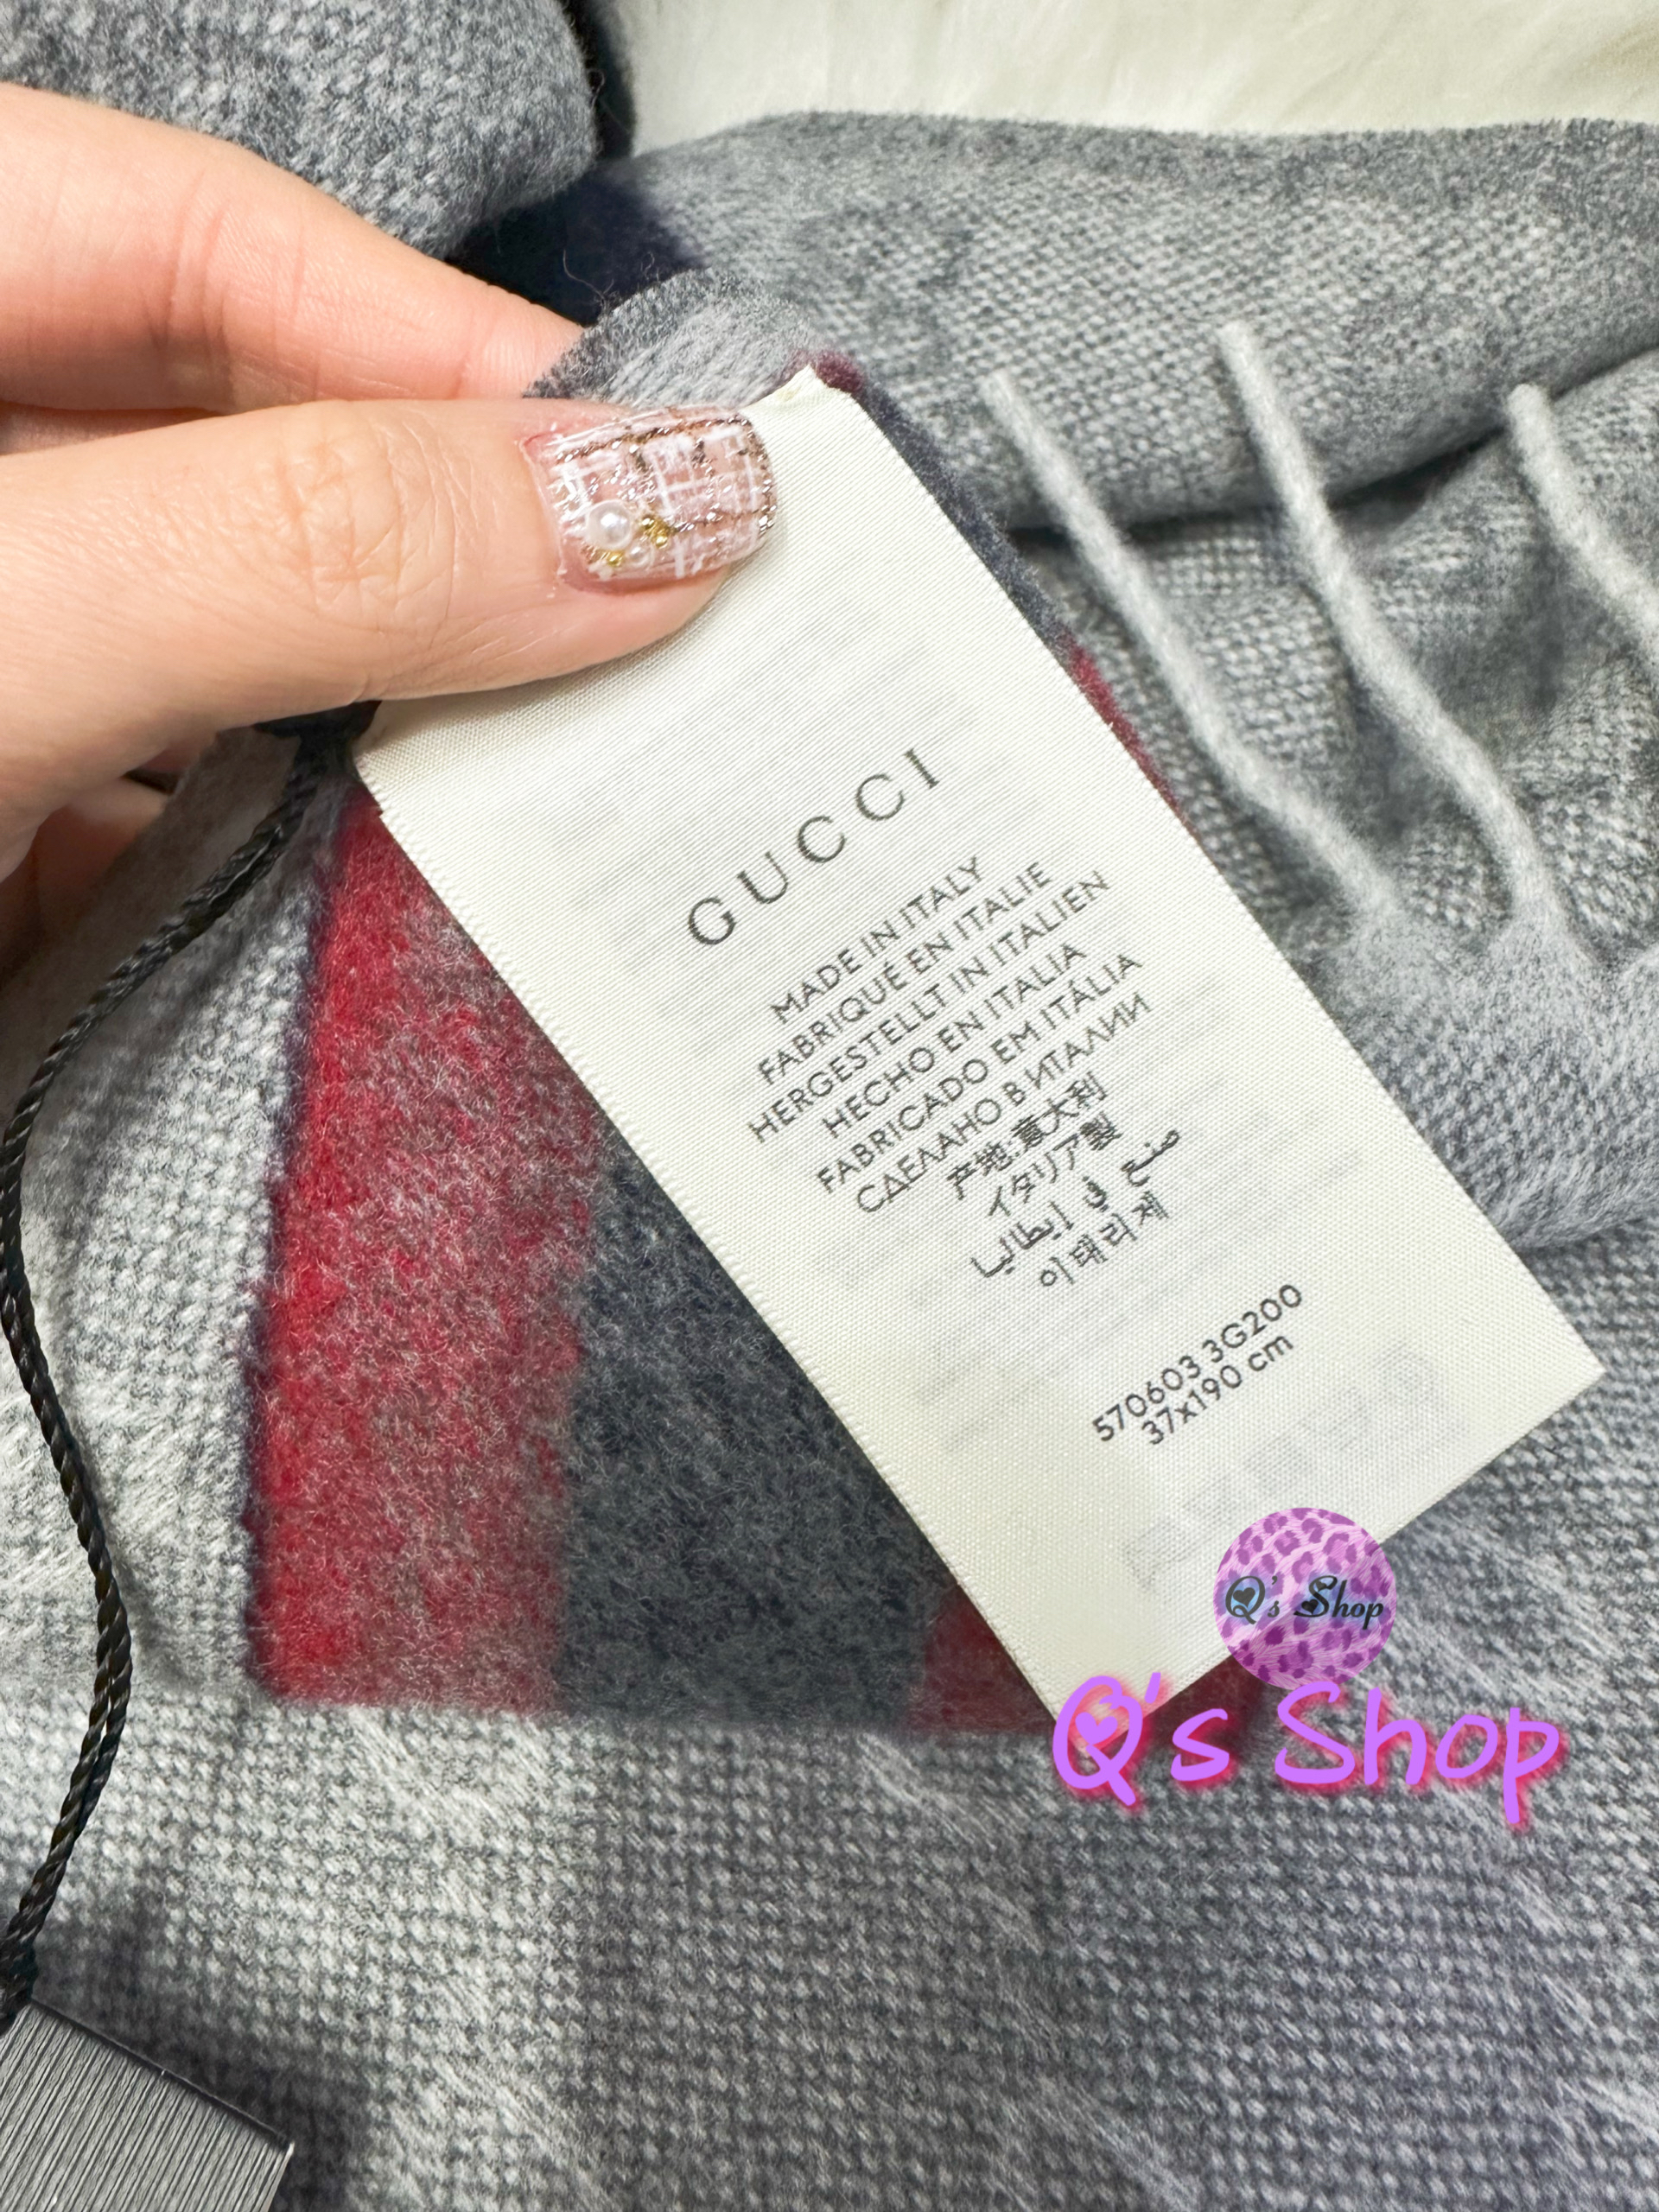 GUCCI
MADE IN ITALY
FABRIQUÉ EN ITALIE
HERGESTELLT IN ITALIEN
HECHO EN ITALIA
FABRICADO EM ITÁLIA
СДЕЛАНО В ИТАЛИИ
产地:意大利
イタリア製
صنع في إيطاليا
이태리제
570603 3G200
37x190 cm
Q's Shop
Q's Shop